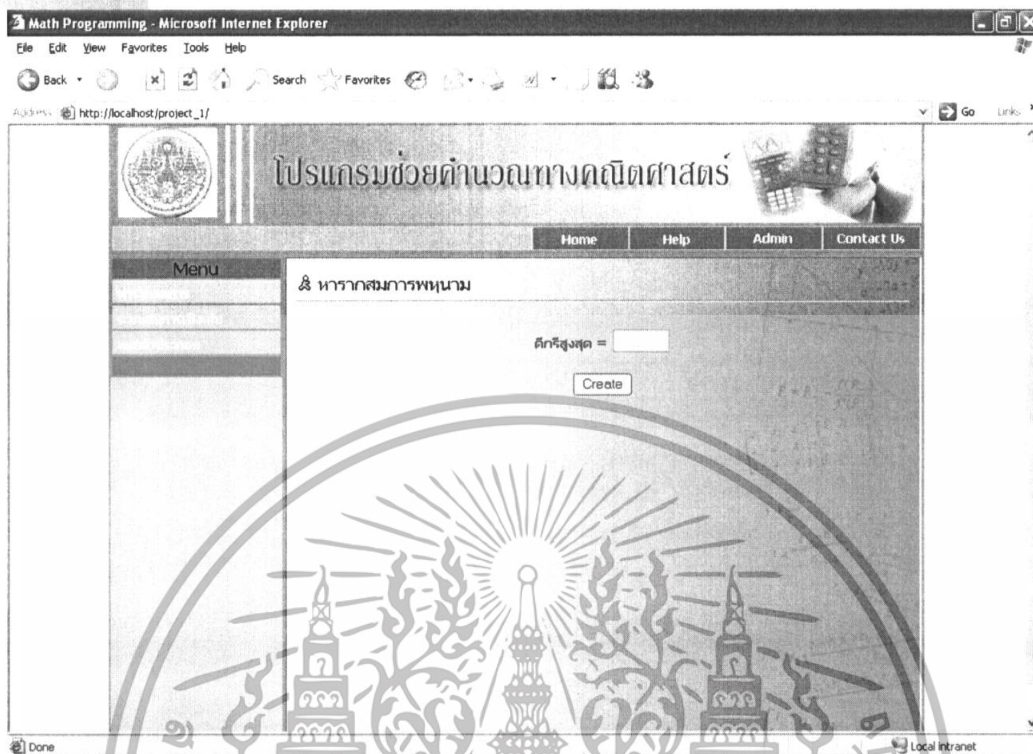 Math Programming - Microsoft Internet Explorer
File Edit View Favorites Tools Help
Back Search Favorites
Address http://localhost/project_1/ Go Links
โปรแกรมช่วยคำนวณทางคณิตศาสตร์
Home Help Admin Contact Us
Menu
หารากสมการพหุนาม
ดีกรีสูงสุด =
Create
Done Local intranet